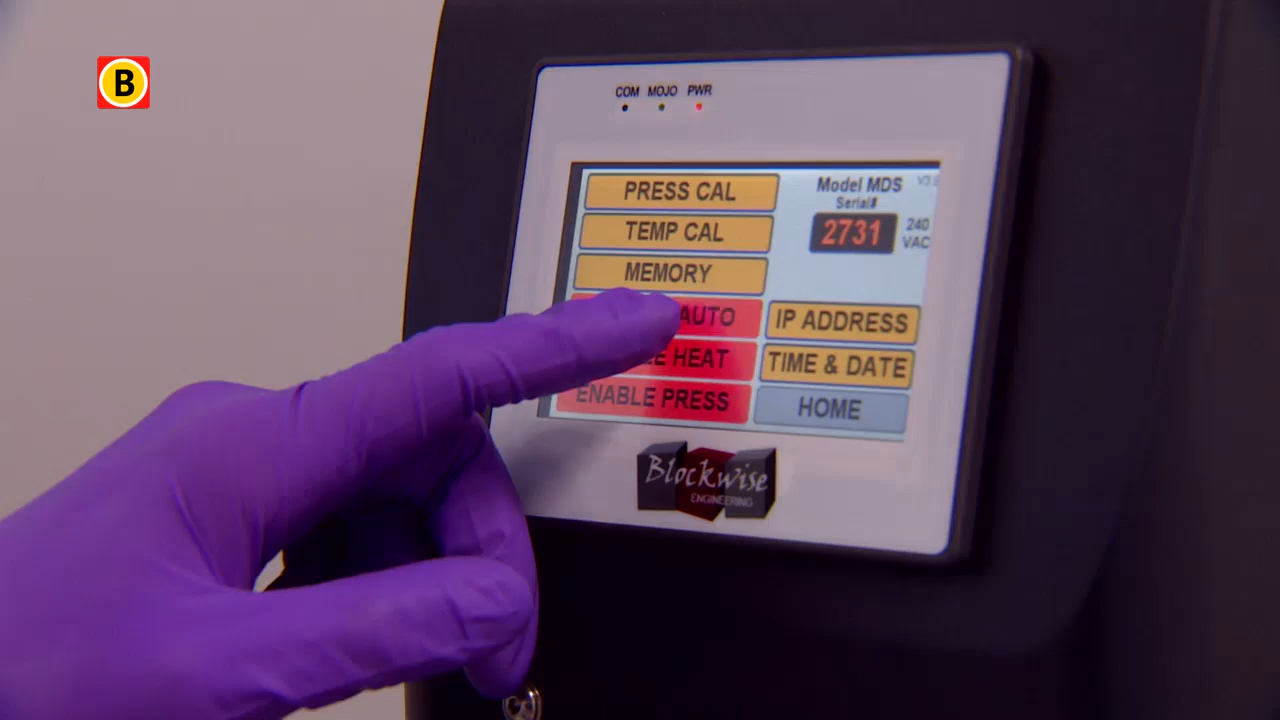 B
COM MOJO PWR
PRESS CAL
TEMP CAL
MEMORY
AUTO
HEAT
ENABLE PRESS
Model MDS
Serial#
2731
240
VAC
IP ADDRESS
TIME & DATE
HOME
Blockwise
ENGINEERING